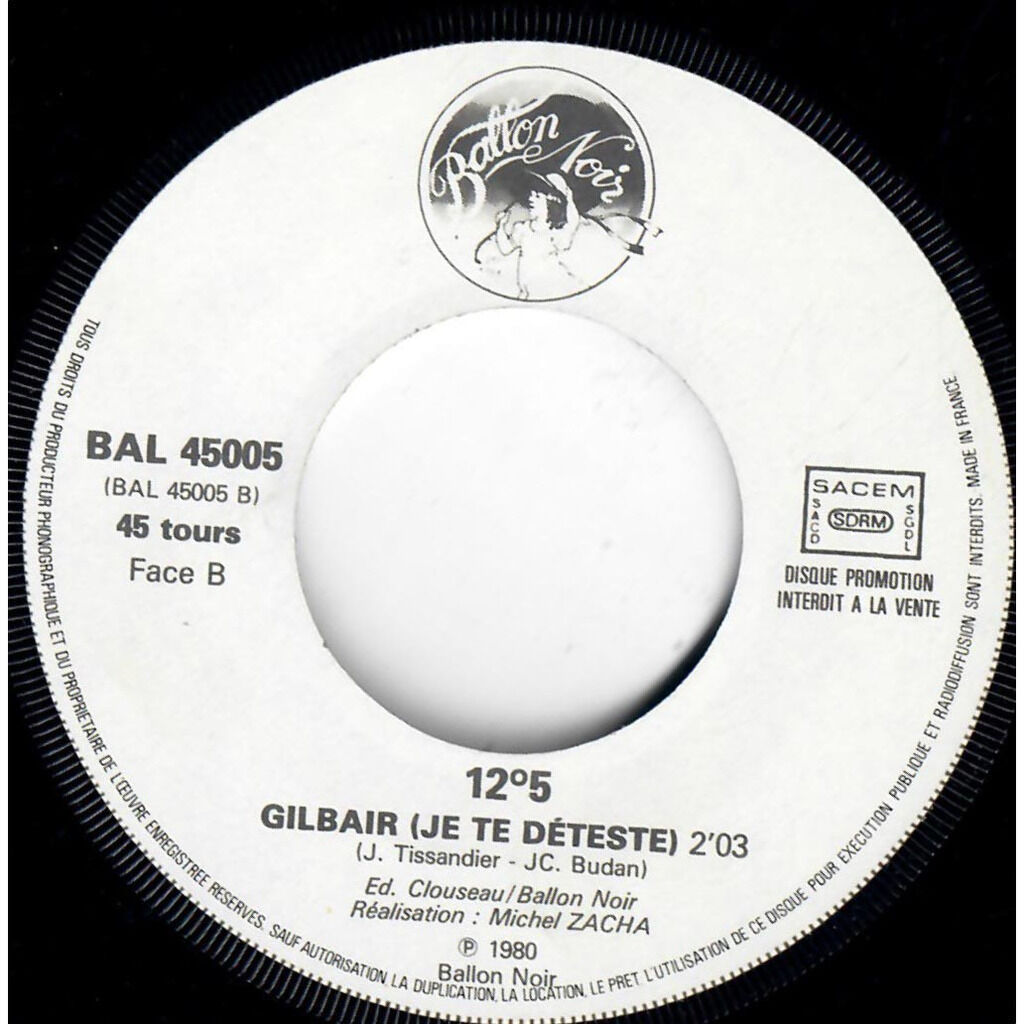 Ballon Noir
BAL 45005
(BAL 45005 B)
45 tours
Face B
SACEM
SACD
SDRM
SGDL
DISQUE PROMOTION
INTERDIT A LA VENTE
12°5
GILBAIR (JE TE DÉTESTE) 2'03
(J. Tissandier - JC. Budan)
Ed. Clouseau/Ballon Noir
Réalisation : Michel ZACHA
℗ 1980
Ballon Noir
TOUS DROITS DU PRODUCTEUR PHONOGRAPHIQUE ET DU PROPRIETAIRE DE L'ŒUVRE ENREGISTREE RESERVES. SAUF AUTORISATION LA DUPLICATION, LA LOCATION, LE PRET L'UTILISATION DE CE DISQUE POUR EXECUTION PUBLIQUE ET RADIODIFFUSION SONT INTERDITS. MADE IN FRANCE